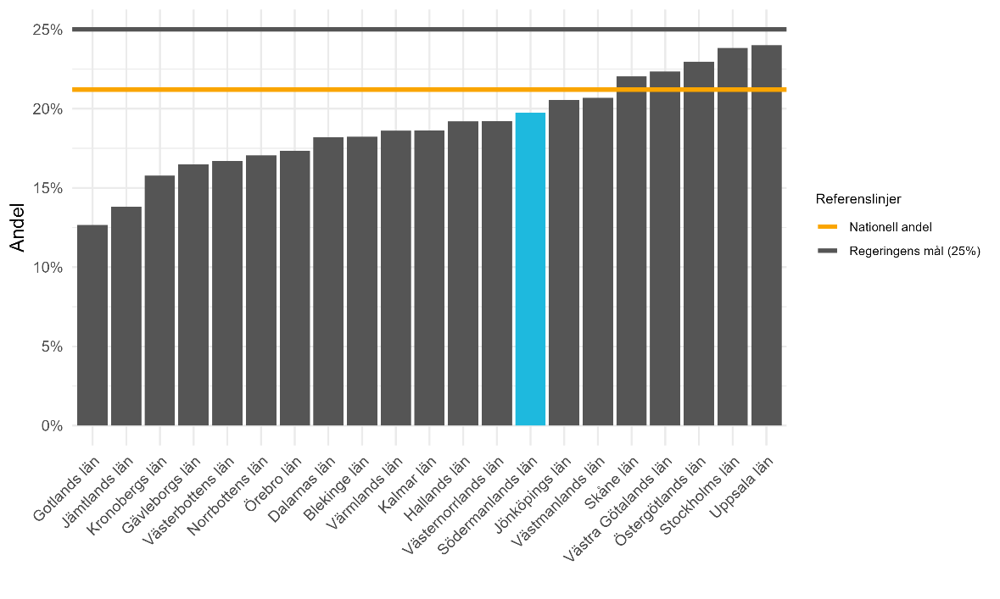 Andel
25%
20%
15%
10%
5%
0%
Gotlands län
Jämtlands län
Kronobergs län
Gävleborgs län
Västerbottens län
Norrbottens län
Örebro län
Dalarnas län
Blekinge län
Värmlands län
Kalmar län
Hallands län
Västernorrlands län
Södermanlands län
Jönköpings län
Västmanlands län
Skåne län
Västra Götalands län
Östergötlands län
Stockholms län
Uppsala län
Referenslinjer
Nationell andel
Regeringens mål (25%)